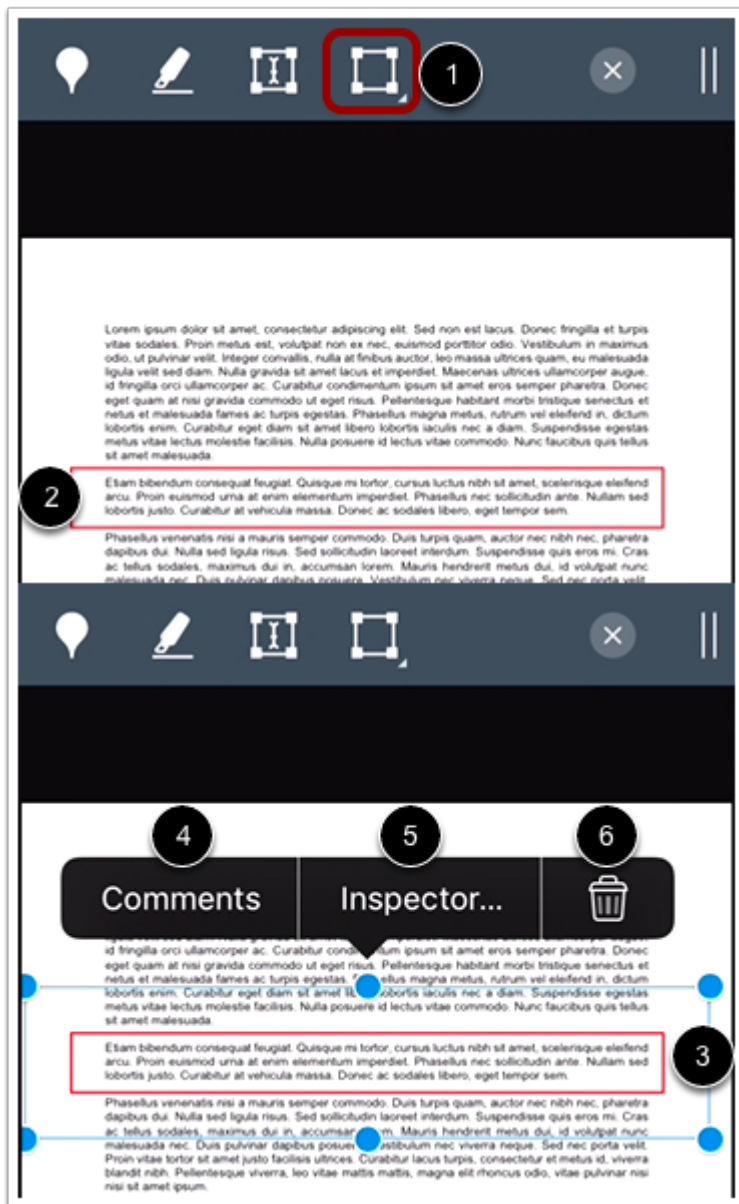 1
Lorem ipsum dolor sit amet, consectetur adipiscing elit. Sed non est lacus. Donec fringilla et turpis
vitae sodales. Proin metus est, volutpat non ex nec, euismod porttitor odio. Vestibulum in maximus
odio, ut pulvinar velit. Integer convallis, nulla at finibus auctor, leo massa ultrices quam, eu malesuada
ligula velit sed diam. Nulla gravida sit amet lacus et imperdiet. Maecenas ultrices ullamcorper augue,
id fringilla orci ullamcorper ac. Curabitur condimentum ipsum sit amet eros semper pharetra. Donec
eget quam at nisi gravida commodo ut eget risus. Pellentesque habitant morbi tristique senectus et
netus et malesuada fames ac turpis egestas. Phasellus magna metus, rutrum vel eleifend in, dictum
lobortis enim. Curabitur eget diam sit amet libero lobortis iaculis nec a diam. Suspendisse egestas
metus vitae lectus molestie facilisis. Nulla posuere id lectus vitae commodo. Nunc faucibus quis tellus
sit amet malesuada.
2
Etiam bibendum consequat feugiat. Quisque mi tortor, cursus luctus nibh sit amet, scelerisque eleifend
arcu. Proin euismod urna at enim elementum imperdiet. Phasellus nec sollicitudin ante. Nullam sed
lobortis justo. Curabitur at vehicula massa. Donec ac sodales libero, eget tempor sem.
Phasellus venenatis nisi a mauris semper commodo. Duis turpis quam, auctor nec nibh nec, pharetra
dapibus dui. Nulla sed ligula risus. Sed sollicitudin laoreet interdum. Suspendisse quis eros mi. Cras
ac tellus sodales, maximus dui in, accumsan lorem. Mauris hendrerit metus dui, id volutpat nunc
malesuada nec. Duis pulvinar dapibus posuere. Vestibulum nec viverra neque. Sed nec porta velit.
4 5 6
Comments Inspector...
id fringilla orci ullamcorper ac. Curabitur ipsum sit amet eros semper pharetra. Donec
eget quam at nisi gravida commodo ut eget risus. Pellentesque habitant morbi tristique senectus et
netus et malesuada fames ac turpis egestas. magna metus, rutrum vel eleifend in, dictum
lobortis enim. Curabitur eget diam sit amet lobortis iaculis nec a diam. Suspendisse egestas
metus vitae lectus molestie facilisis. Nulla posuere id lectus vitae commodo. Nunc faucibus quis tellus
sit amet malesuada.
Etiam bibendum consequat feugiat. Quisque mi tortor, cursus luctus nibh sit amet, scelerisque eleifend
arcu. Proin euismod urna at enim elementum imperdiet. Phasellus nec sollicitudin ante. Nullam sed
lobortis justo. Curabitur at vehicula massa. Donec ac sodales libero, eget tempor sem.
3
Phasellus venenatis nisi a mauris semper commodo. Duis turpis quam, auctor nec nibh nec, pharetra
dapibus dui. Nulla sed ligula risus. Sed sollicitudin laoreet interdum. Suspendisse quis eros mi. Cras
ac tellus sodales, maximus dui in, accumsan Mauris hendrerit metus dui, id volutpat nunc
malesuada nec. Duis pulvinar dapibus Vestibulum nec viverra neque. Sed nec porta velit.
Proin vitae tortor sit amet justo facilisis ultrices. Curabitur lacus turpis, consectetur et metus id, viverra
blandit nibh. Pellentesque viverra, leo vitae mattis mattis, magna elit rhoncus odio, vitae pulvinar nisi
nisi sit amet ipsum.